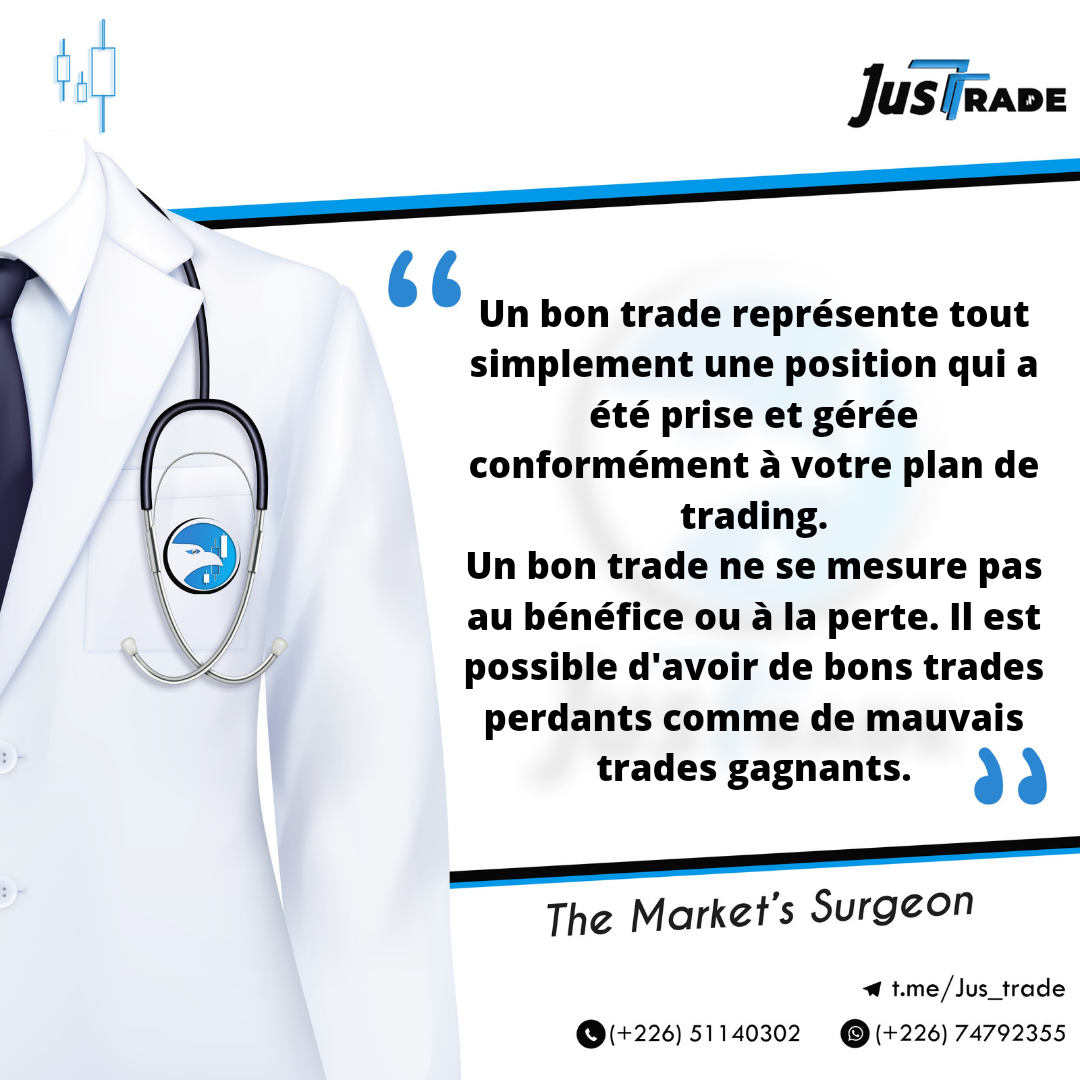 JusTrade
Un bon trade représente tout
simplement une position qui a
été prise et gérée
conformément à votre plan de
trading.
Un bon trade ne se mesure pas
au bénéfice ou à la perte. Il est
possible d'avoir de bons trades
perdants comme de mauvais
trades gagnants.
The Market's Surgeon
t.me/Jus_trade
(+226) 51140302 (+226) 74792355